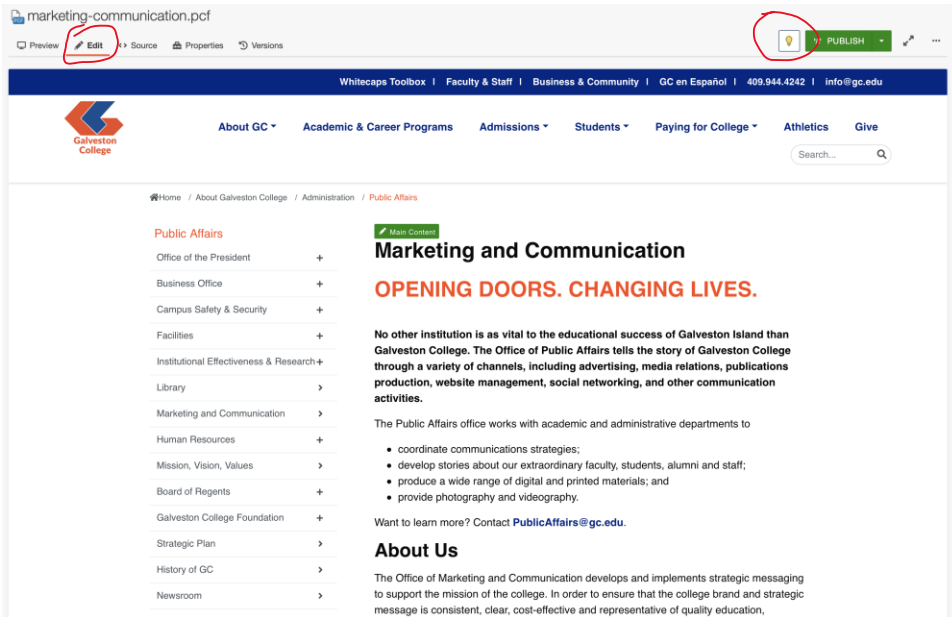 marketing-communication.pcf
Preview Edit Source Properties Versions PUBLISH
Whitecaps Toolbox | Faculty & Staff | Business & Community | GC en Español | 409.944.4242 | info@gc.edu
Galveston
College
About GC Academic & Career Programs Admissions Students Paying for College Athletics Give
Search...
Home / About Galveston College / Administration / Public Affairs
Public Affairs
Office of the President
Business Office
Campus Safety & Security
Facilities
Institutional Effectiveness & Research
Library
Marketing and Communication
Human Resources
Mission, Vision, Values
Board of Regents
Galveston College Foundation
Strategic Plan
History of GC
Newsroom
Main Content
Marketing and Communication
OPENING DOORS. CHANGING LIVES.
No other institution is as vital to the educational success of Galveston Island than
Galveston College. The Office of Public Affairs tells the story of Galveston College
through a variety of channels, including advertising, media relations, publications
production, website management, social networking, and other communication
activities.
The Public Affairs office works with academic and administrative departments to
• coordinate communications strategies;
• develop stories about our extraordinary faculty, students, alumni and staff;
• produce a wide range of digital and printed materials; and
• provide photography and videography.
Want to learn more? Contact PublicAffairs@gc.edu.
About Us
The Office of Marketing and Communication develops and implements strategic messaging
to support the mission of the college. In order to ensure that the college brand and strategic
message is consistent, clear, cost-effective and representative of quality education,